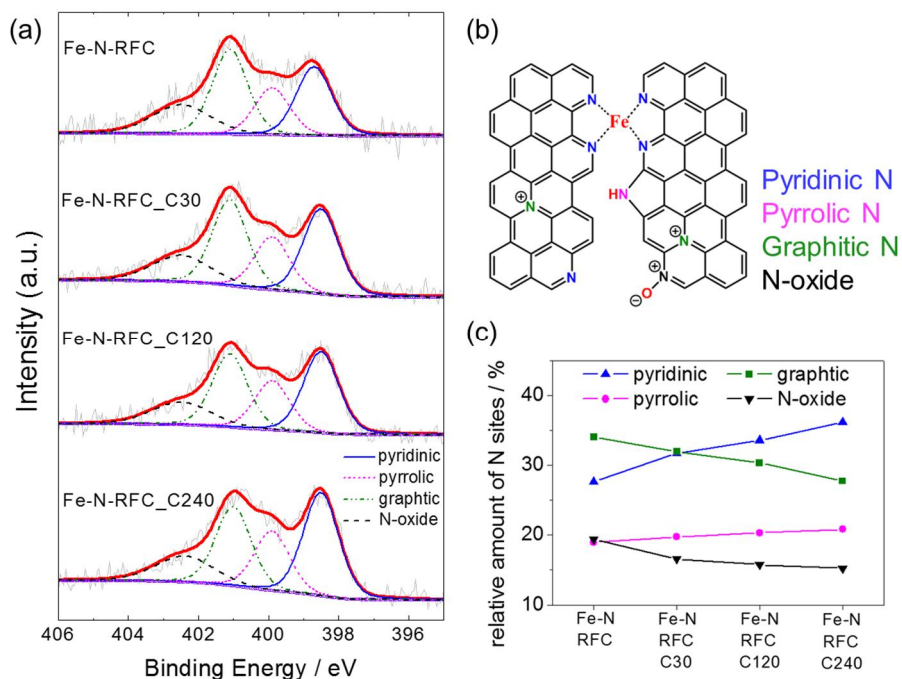 (a)
Fe-N-RFC
Fe-N-RFC_C30
Fe-N-RFC_C120
Fe-N-RFC_C240
pyridinic
pyrrolic
graphtic
N-oxide
Intensity (a.u.)
406 404 402 400 398 396
Binding Energy / eV
(b)
N N
Fe
N N
HN
+
N
+
N
N
+
N
O
−
Pyridinic N
Pyrrolic N
Graphitic N
N-oxide
(c)
pyridinic graphtic
pyrrolic N-oxide
relative amount of N sites / %
40
30
20
10
Fe-N Fe-N Fe-N Fe-N
RFC RFC RFC RFC
C30 C120 C240